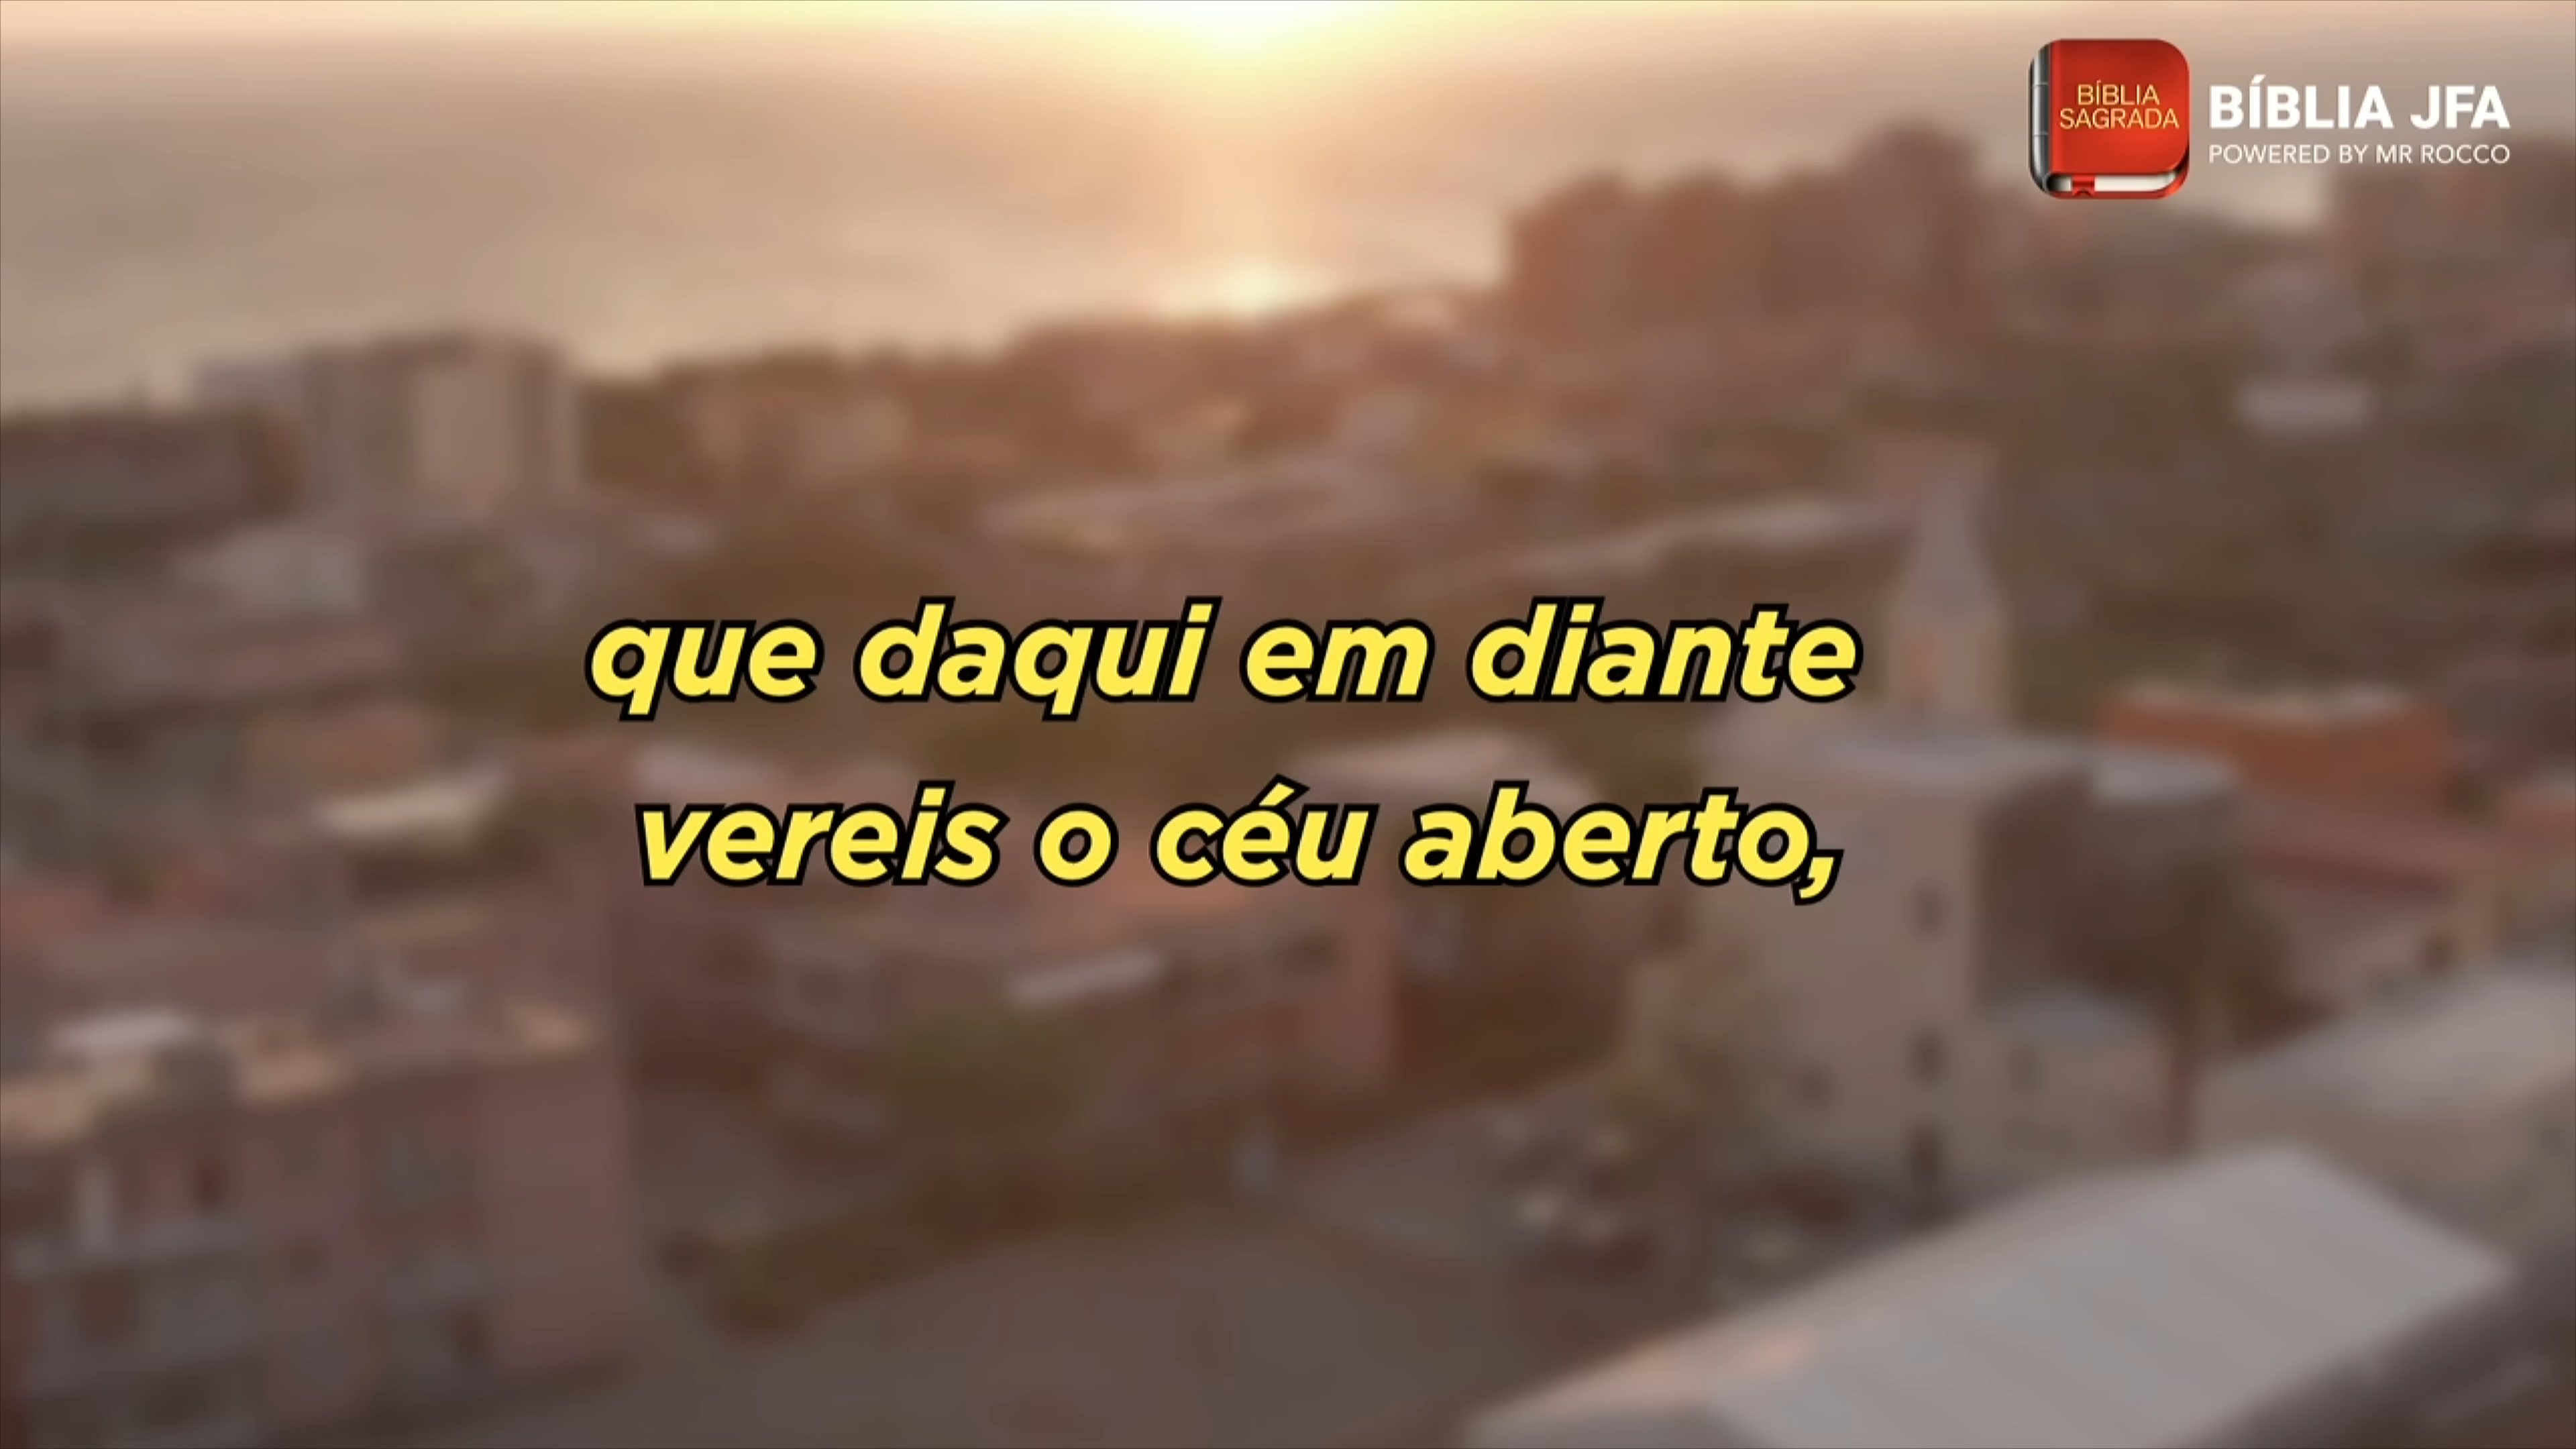 BÍBLIA
SAGRADA
BÍBLIA JFA
POWERED BY MR ROCCO
que daqui em diante
vereis o céu aberto,